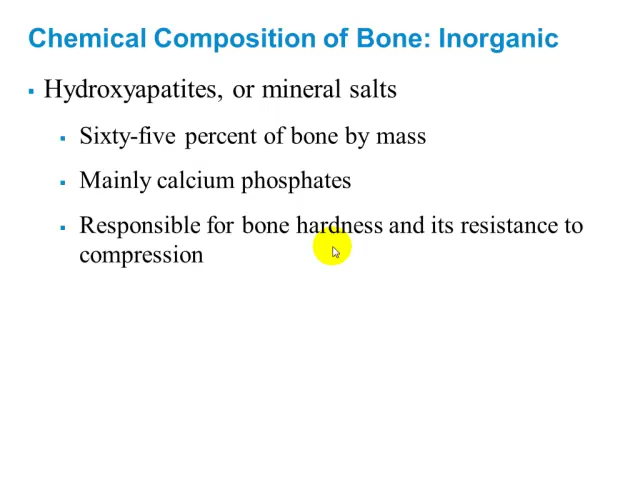 Chemical Composition of Bone: Inorganic
▪ Hydroxyapatites, or mineral salts
▪ Sixty-five percent of bone by mass
▪ Mainly calcium phosphates
▪ Responsible for bone hardness and its resistance to
compression